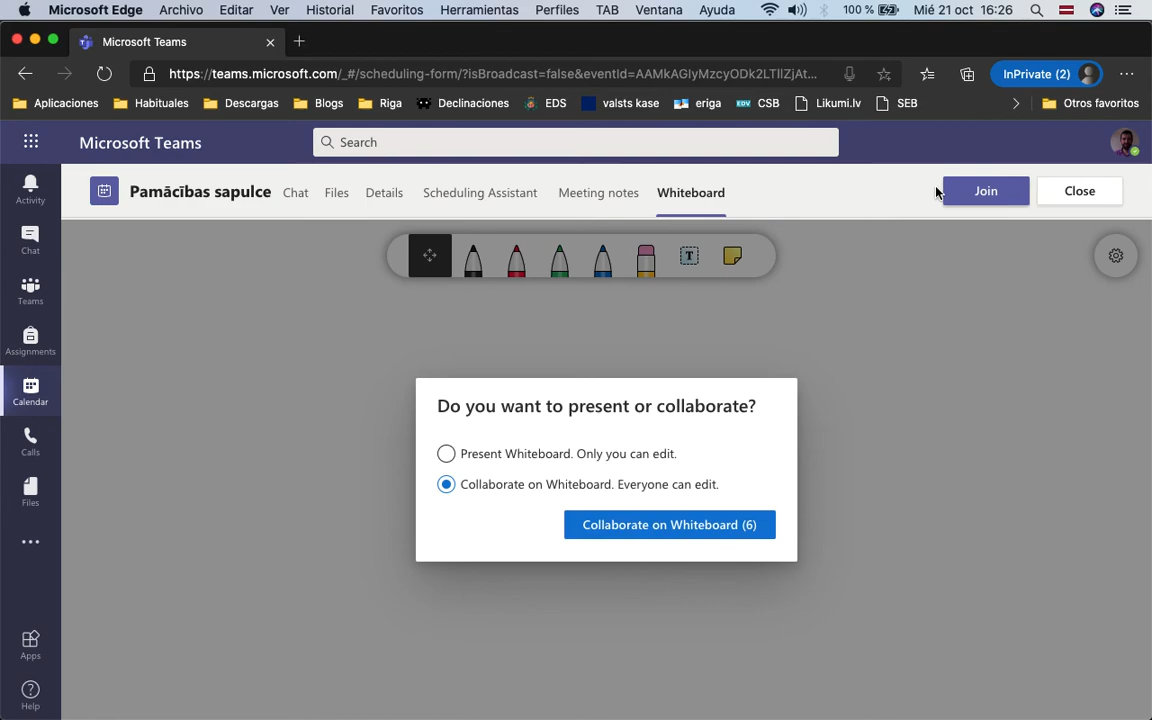 Microsoft Edge Archivo Editar Ver Historial Favoritos Herramientas Perfiles TAB Ventana Ayuda 100 % Mié 21 oct 16:26
Microsoft Teams
https://teams.microsoft.com/_#/scheduling-form/?isBroadcast=false&eventId=AAMkAGIyMzcyODk2LTllZjAt... InPrivate (2)
Aplicaciones Habituales Descargas Blogs Riga Declinaciones EDS valsts kase eriga CSB Likumi.lv SEB Otros favoritos
Microsoft Teams Search
Pamācības sapulce Chat Files Details Scheduling Assistant Meeting notes Whiteboard Join Close
Activity
Chat
Teams
Assignments
Calendar
Calls
Files
Apps
Help
T
Do you want to present or collaborate?
Present Whiteboard. Only you can edit.
Collaborate on Whiteboard. Everyone can edit.
Collaborate on Whiteboard (6)